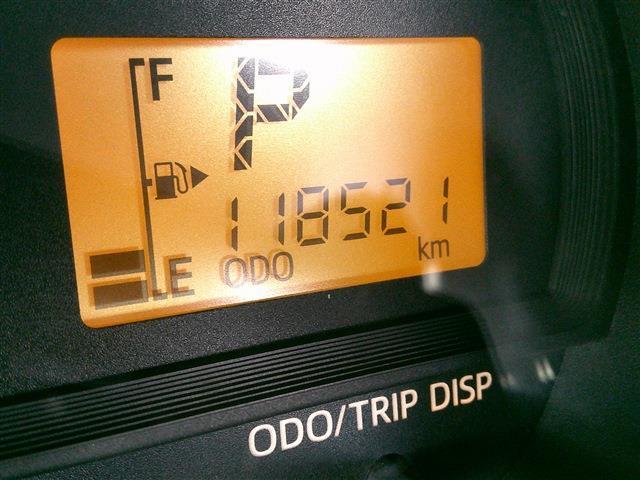 F
P
118521
km
E
ODO
ODO/TRIP DISP